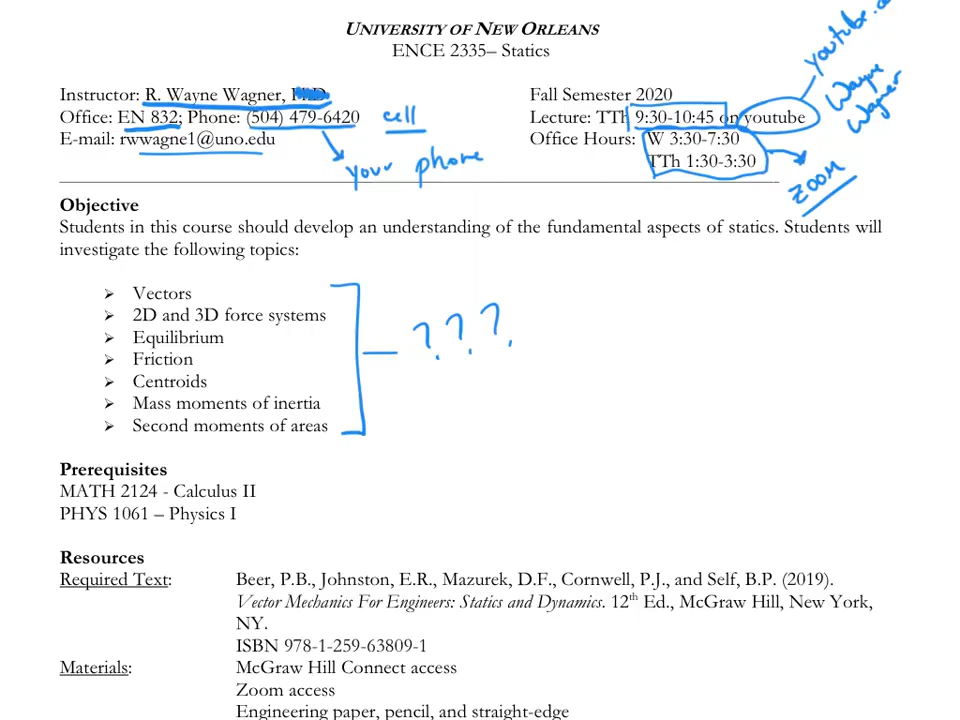 UNIVERSITY OF NEW ORLEANS
ENCE 2335– Statics
youtube.
Wayne
Wagner
Instructor: R. Wayne Wagner, PhD
Office: EN 832; Phone: (504) 479-6420
cell
E-mail: rwwagne1@uno.edu
your phone
Fall Semester 2020
Lecture: TTh 9:30-10:45 on youtube
Office Hours: W 3:30-7:30
TTh 1:30-3:30
ZOOM
Objective
Students in this course should develop an understanding of the fundamental aspects of statics. Students will
investigate the following topics:
➢ Vectors
➢ 2D and 3D force systems
➢ Equilibrium
➢ Friction
➢ Centroids
➢ Mass moments of inertia
➢ Second moments of areas
???
Prerequisites
MATH 2124 - Calculus II
PHYS 1061 – Physics I
Resources
Required Text: Beer, P.B., Johnston, E.R., Mazurek, D.F., Cornwell, P.J., and Self, B.P. (2019).
Vector Mechanics For Engineers: Statics and Dynamics. 12th Ed., McGraw Hill, New York,
NY.
ISBN 978-1-259-63809-1
Materials: McGraw Hill Connect access
Zoom access
Engineering paper, pencil, and straight-edge